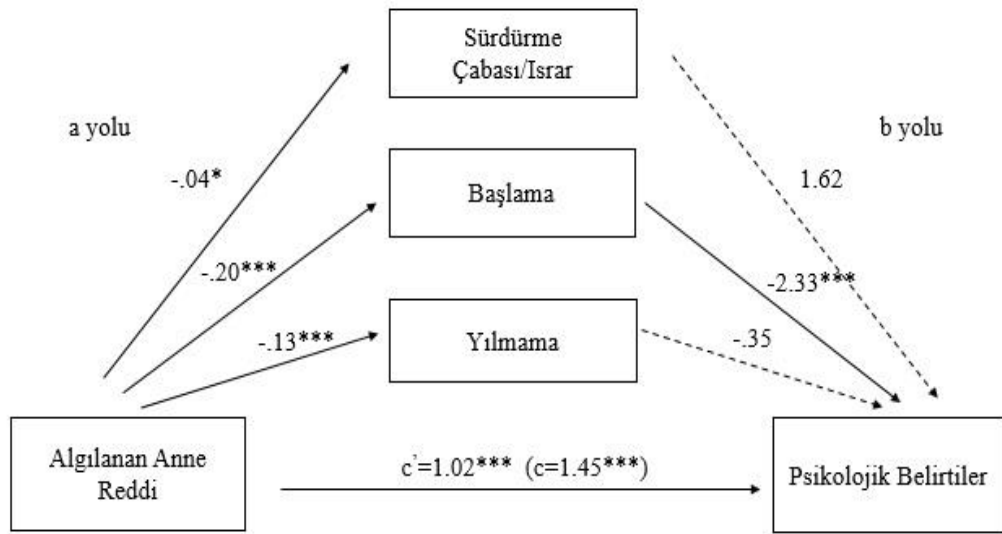 Sürdürme
Çabası/Israr
a yolu
b yolu
-.04*
1.62
Başlama
-.20***
-2.33***
-.13***
Yılmama
-.35
Algılanan Anne
Reddi
c’=1.02*** (c=1.45***)
Psikolojik Belirtiler